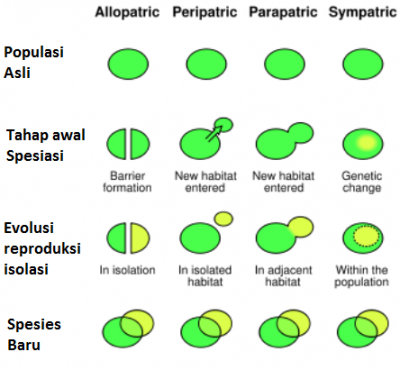 Allopatric Peripatric Parapatric Sympatric
Populasi
Asli
Tahap awal
Spesiasi
Barrier
formation
New habitat
entered
New habitat
entered
Genetic
change
Evolusi
reproduksi
isolasi
In isolation
In isolated
habitat
In adjacent
habitat
Within the
population
Spesies
Baru